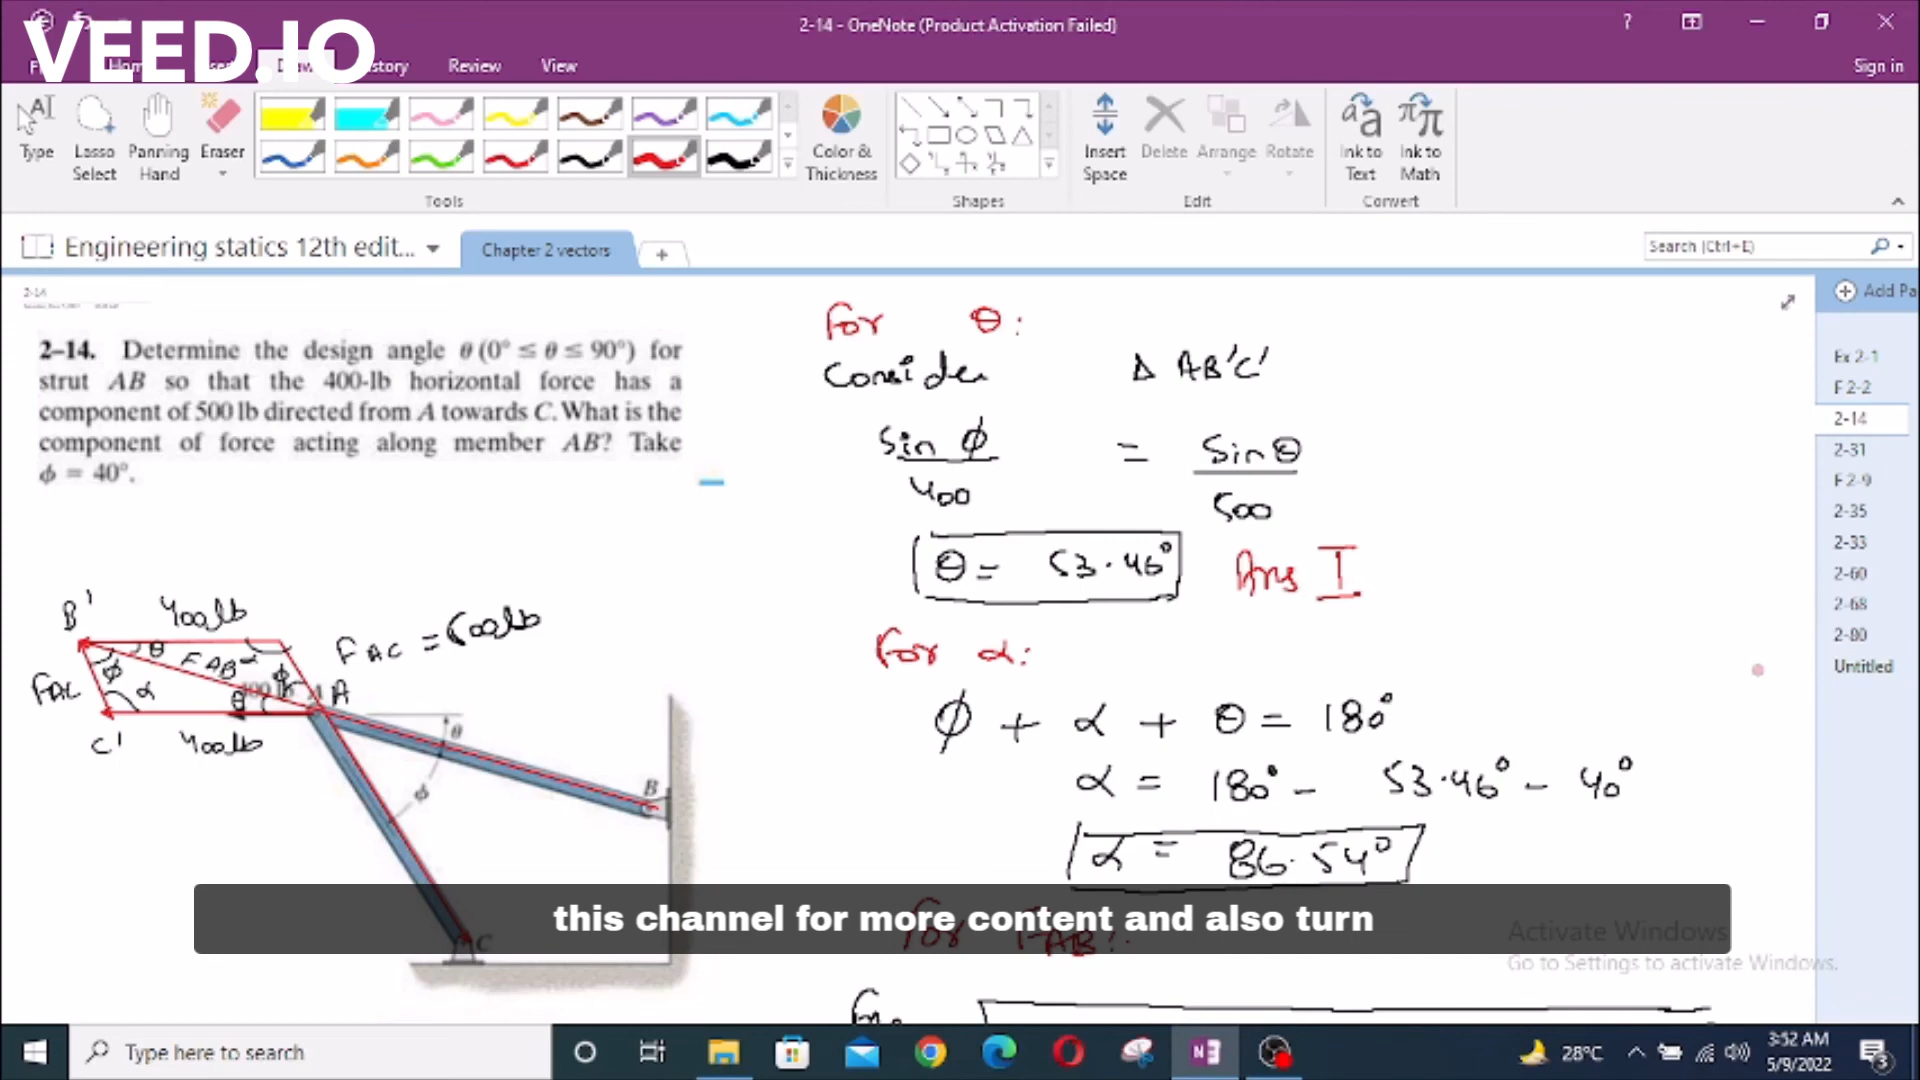 VEED.IO
2-14 - OneNote (Product Activation Failed)
?
Review
View
Sign in
Type
Lasso Select
Panning Hand
Eraser
Color & Thickness
Insert Space
Delete
Arrange
Rotate
Ink to Text
Ink to Math
Tools
Shapes
Edit
Convert
Engineering statics 12th edit...
Chapter 2 vectors
+
Search (Ctrl+E)
2-14
Add Pa
2–14. Determine the design angle θ (0° ≤ θ ≤ 90°) for
strut AB so that the 400-lb horizontal force has a
component of 500 lb directed from A towards C. What is the
component of force acting along member AB? Take
ϕ = 40°.
B'
400lb
FAC = 500lb
θ
FAB
α
ϕ
ϕ
FAC
α
θ
A
C'
400lb
θ
ϕ
B
C
For θ:
Consider Δ AB'C'
Sin ϕ / 400 = Sin θ / 500
θ = 53.46°
Ans I
For α:
ϕ + α + θ = 180°
α = 180° - 53.46° - 40°
α = 86.54°
For FAB:
this channel for more content and also turn
Ex 2-1
F 2-2
2-14
2-31
F 2-9
2-35
2-33
2-60
2-68
2-80
Untitled
Activate Windows
Go to Settings to activate Windows.
Type here to search
28°C
3:52 AM
5/9/2022
3